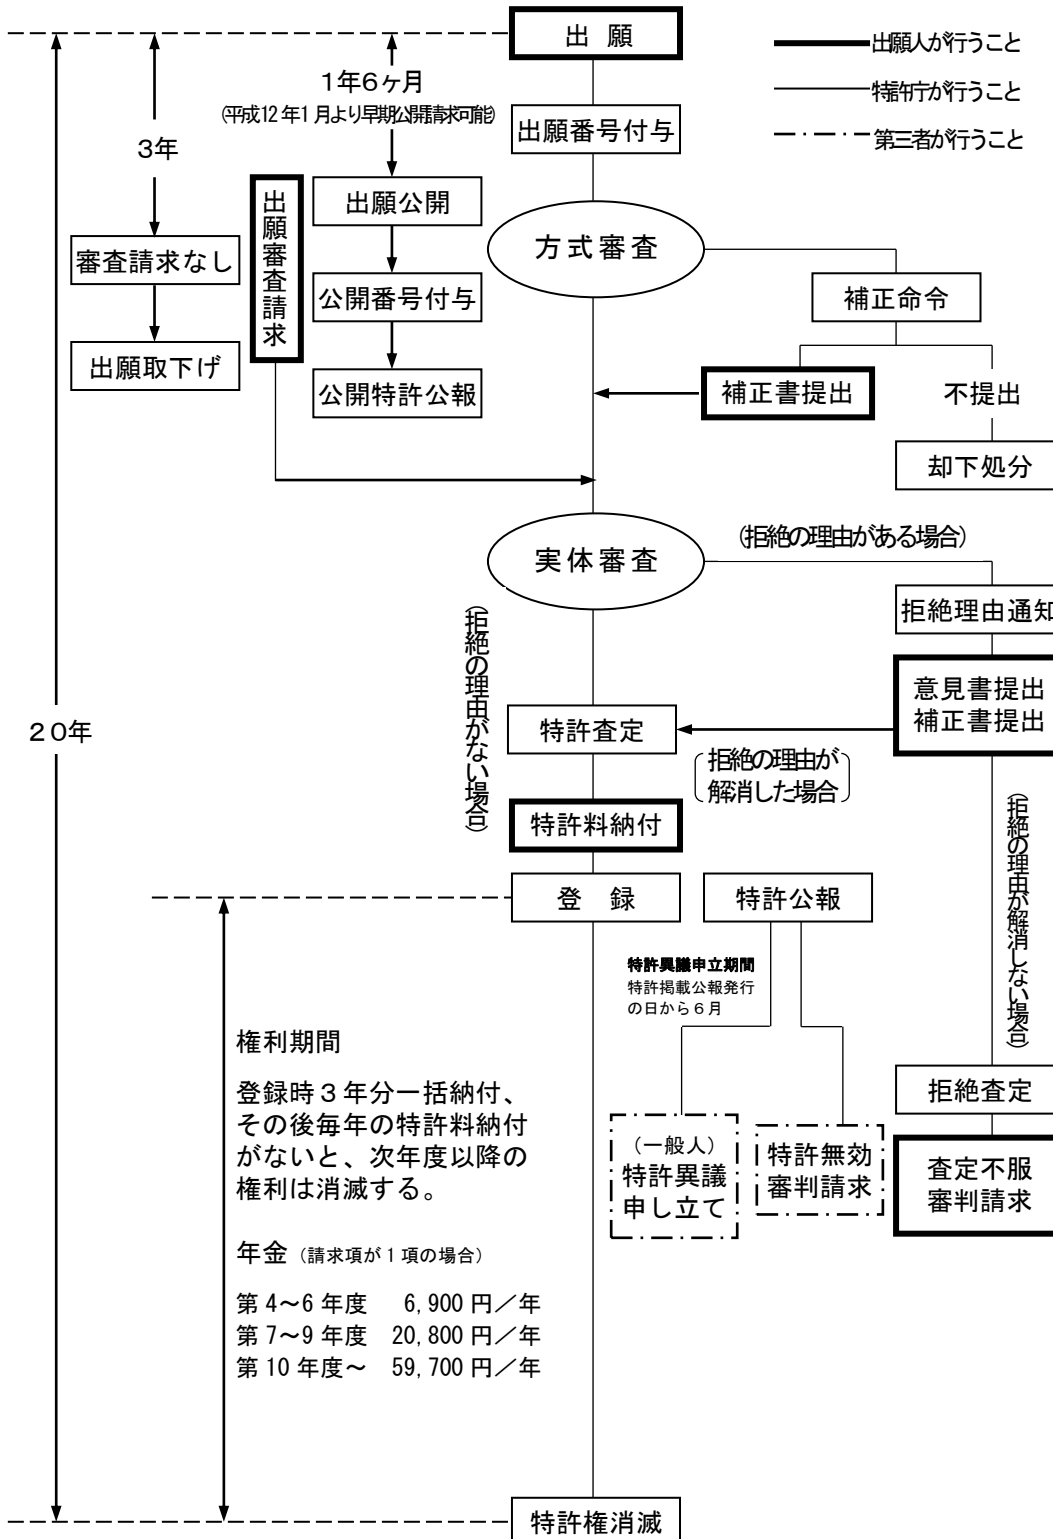 出 願
出願人が行うこと
特許庁が行うこと
第三者が行うこと
1年6ヶ月
(平成12年1月より早期公開請求可能)
3年
出願番号付与
出願審査請求
出願公開
方式審査
審査請求なし
公開番号付与
補正命令
出願取下げ
公開特許公報
補正書提出
不提出
却下処分
実体審査
(拒絶の理由がある場合)
拒絶理由通知
(拒絶の理由がない場合)
意見書提出
補正書提出
20年
特許査定
拒絶の理由が
解消した場合
特許料納付
(拒絶の理由が解消しない場合)
登 録
特許公報
特許異議申立期間
特許掲載公報発行
の日から6月
権利期間
登録時3年分一括納付、
その後毎年の特許料納付
がないと、次年度以降の
権利は消滅する。
拒絶査定
(一般人)
特許異議
申し立て
特許無効
審判請求
査定不服
審判請求
年金(請求項が1項の場合)
第4～6年度 6,900円／年
第7～9年度 20,800円／年
第10年度～ 59,700円／年
特許権消滅